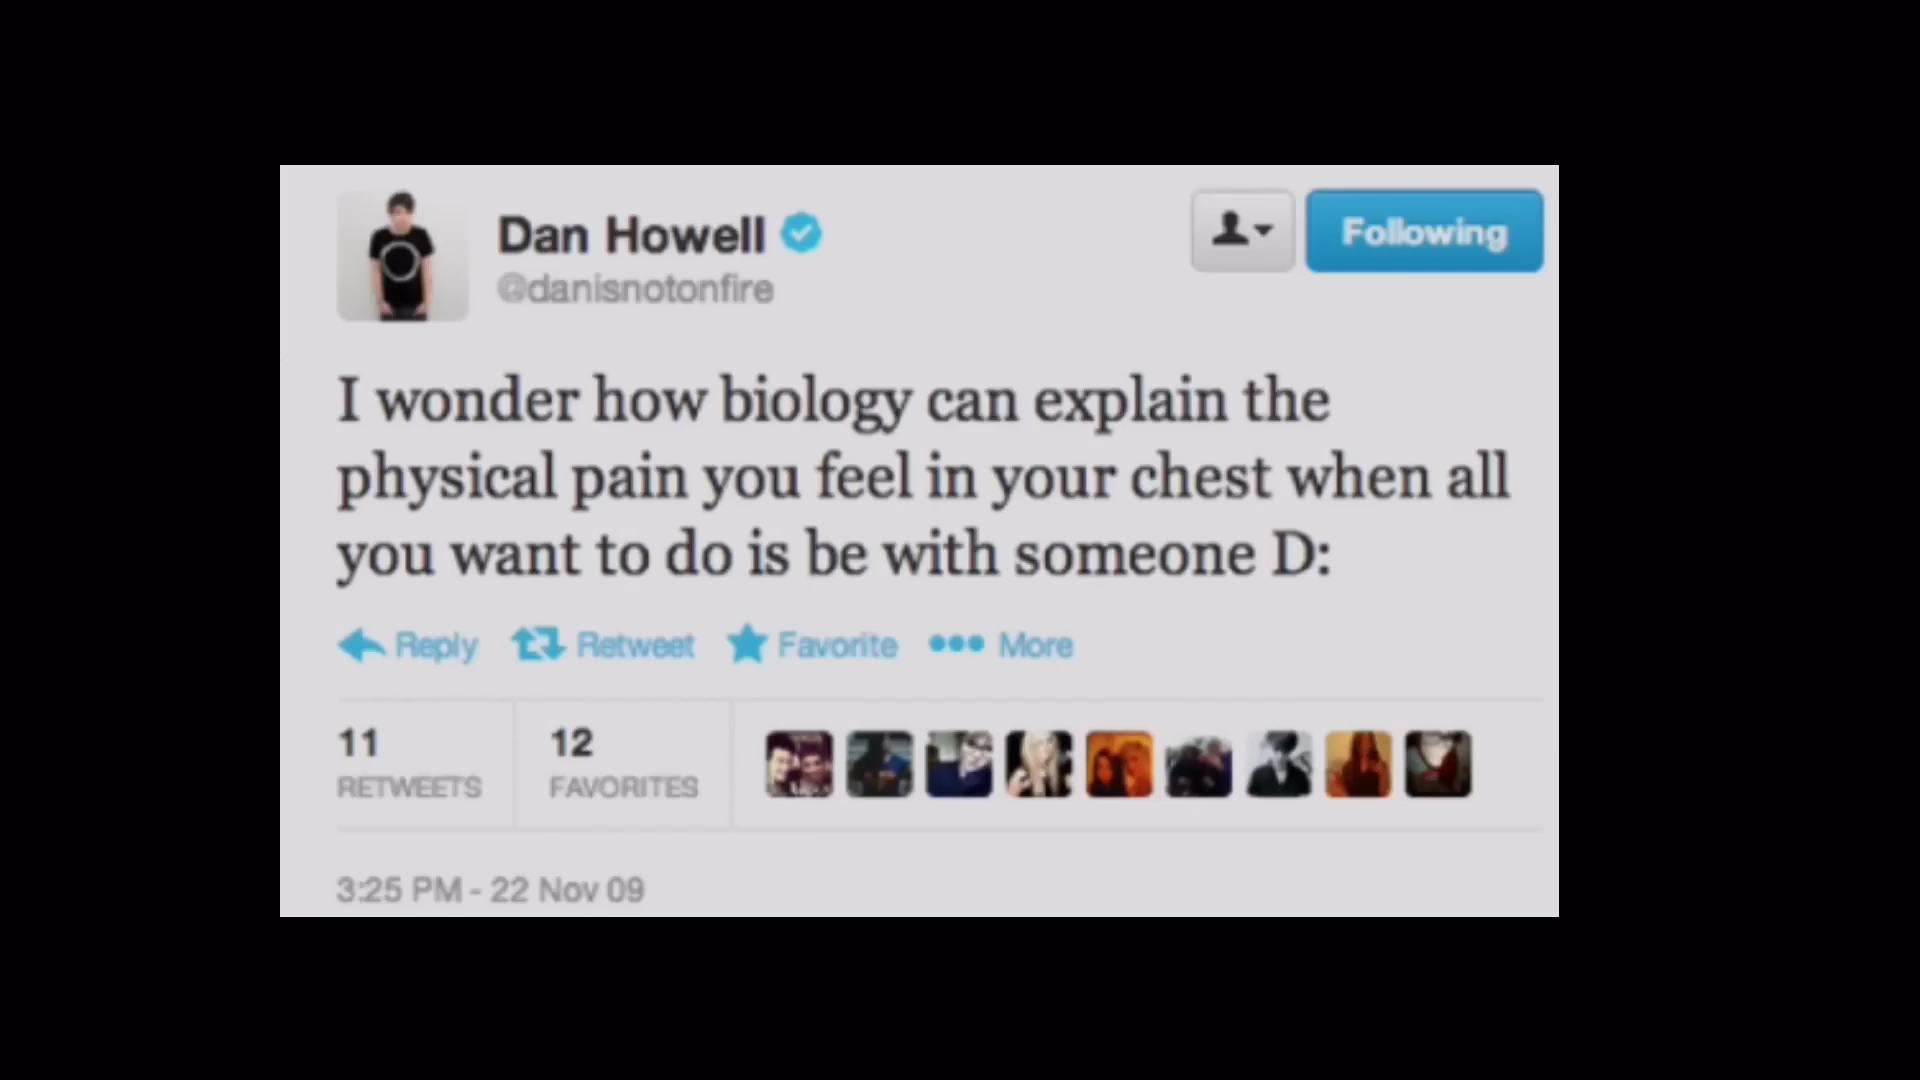 Dan Howell
@danisnotonfire
Following
I wonder how biology can explain the
physical pain you feel in your chest when all
you want to do is be with someone D:
Reply Retweet Favorite More
11 RETWEETS
12 FAVORITES
3:25 PM - 22 Nov 09